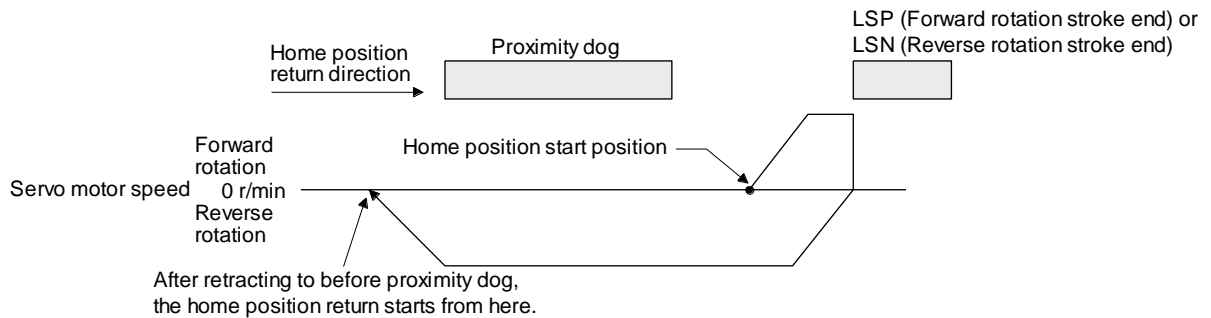 LSP (Forward rotation stroke end) or
LSN (Reverse rotation stroke end)
Proximity dog
Home position
return direction
Forward
rotation
Home position start position
Servo motor speed 0 r/min
Reverse
rotation
After retracting to before proximity dog,
the home position return starts from here.